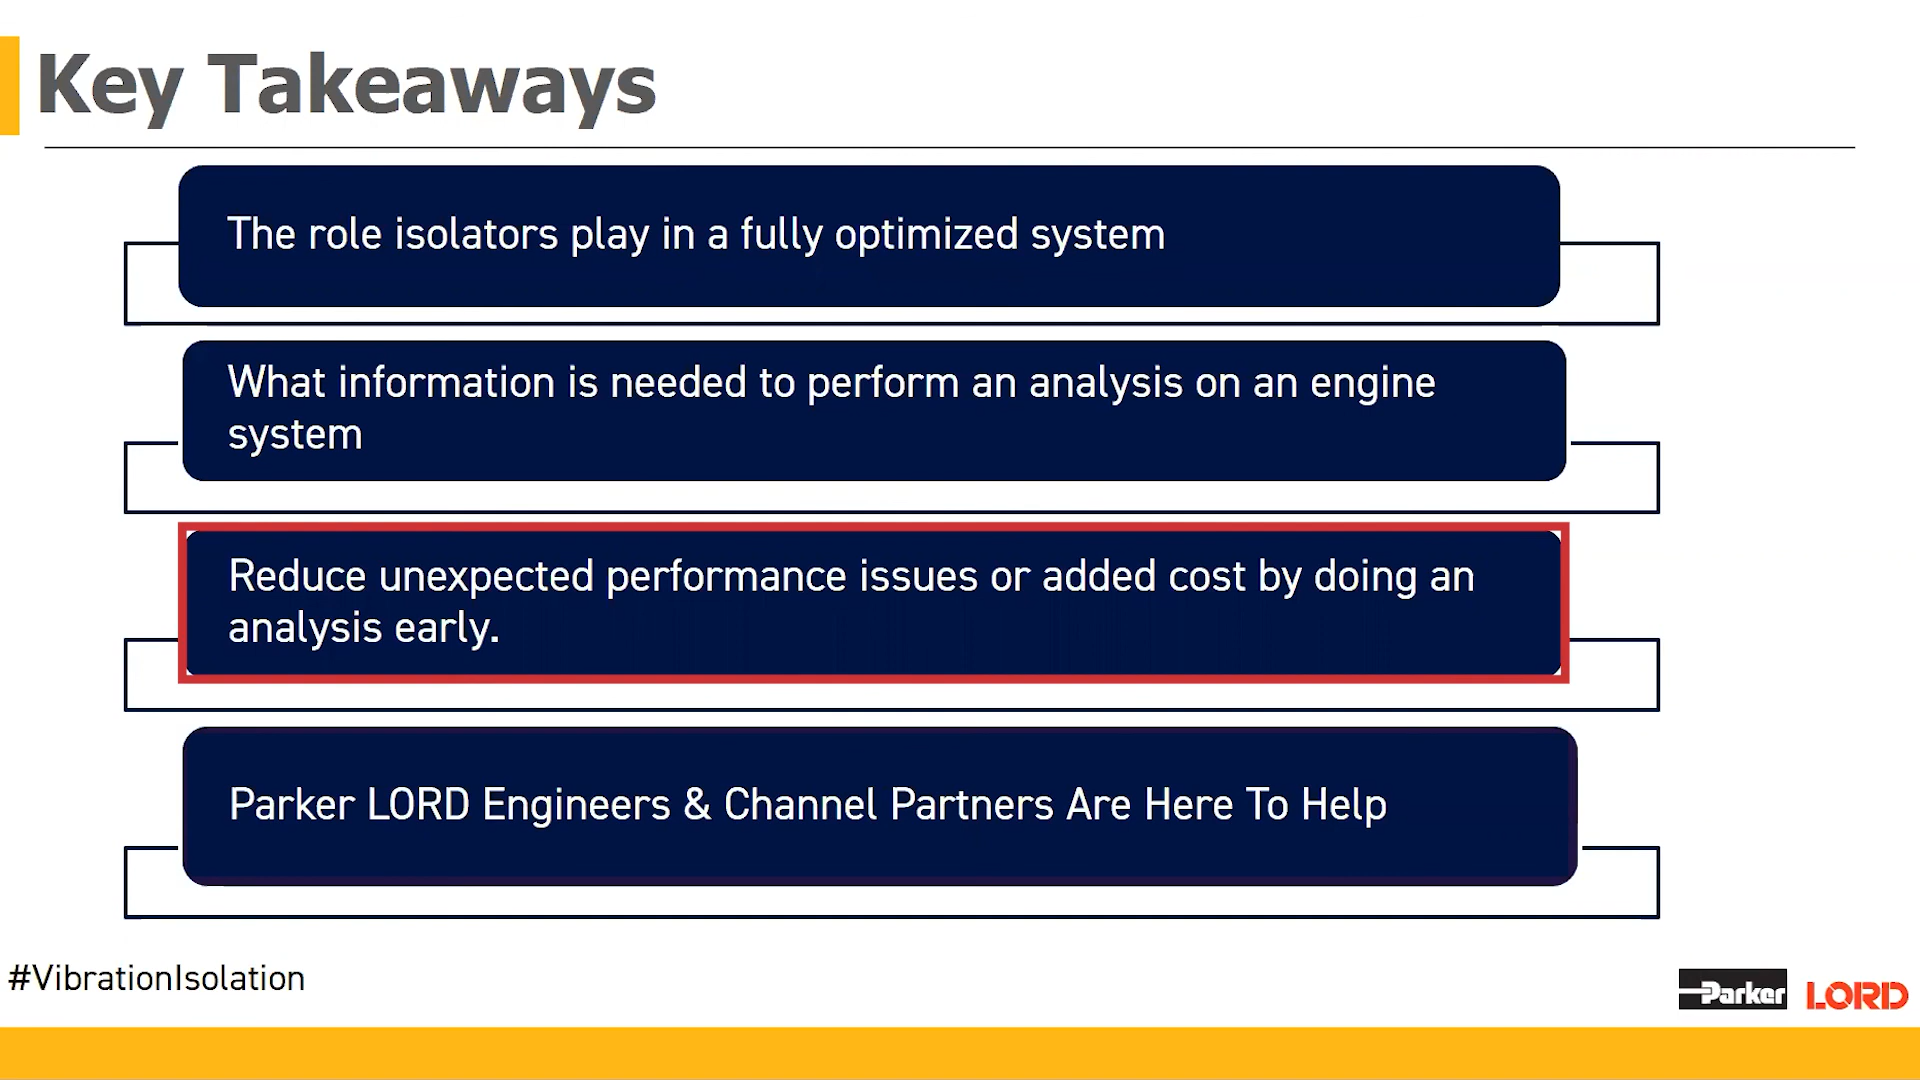 Key Takeaways
The role isolators play in a fully optimized system
What information is needed to perform an analysis on an engine
system
Reduce unexpected performance issues or added cost by doing an
analysis early.
Parker LORD Engineers & Channel Partners Are Here To Help
#VibrationIsolation
Parker LORD